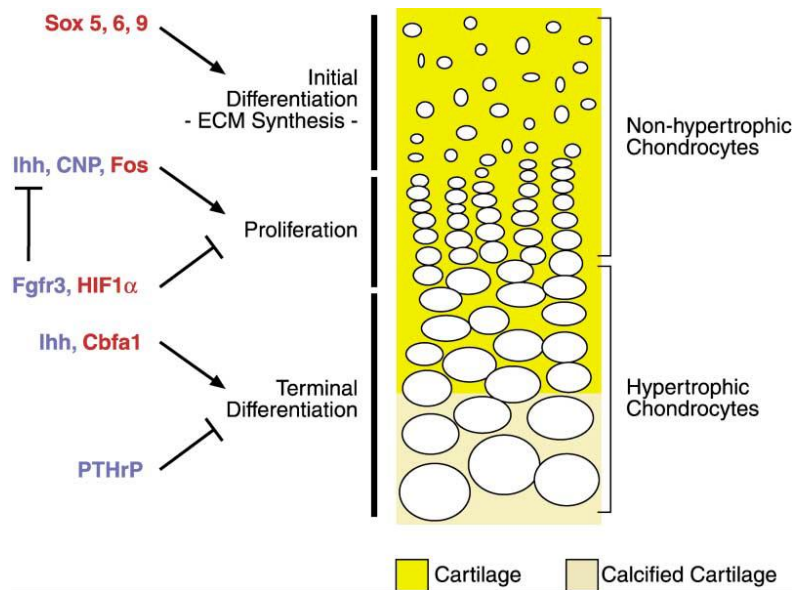 Sox 5, 6, 9
Initial
Differentiation
- ECM Synthesis -
Non-hypertrophic
Chondrocytes
Ihh, CNP, Fos
Proliferation
Fgfr3, HIF1α
Ihh, Cbfa1
Terminal
Differentiation
Hypertrophic
Chondrocytes
PTHrP
Cartilage
Calcified Cartilage